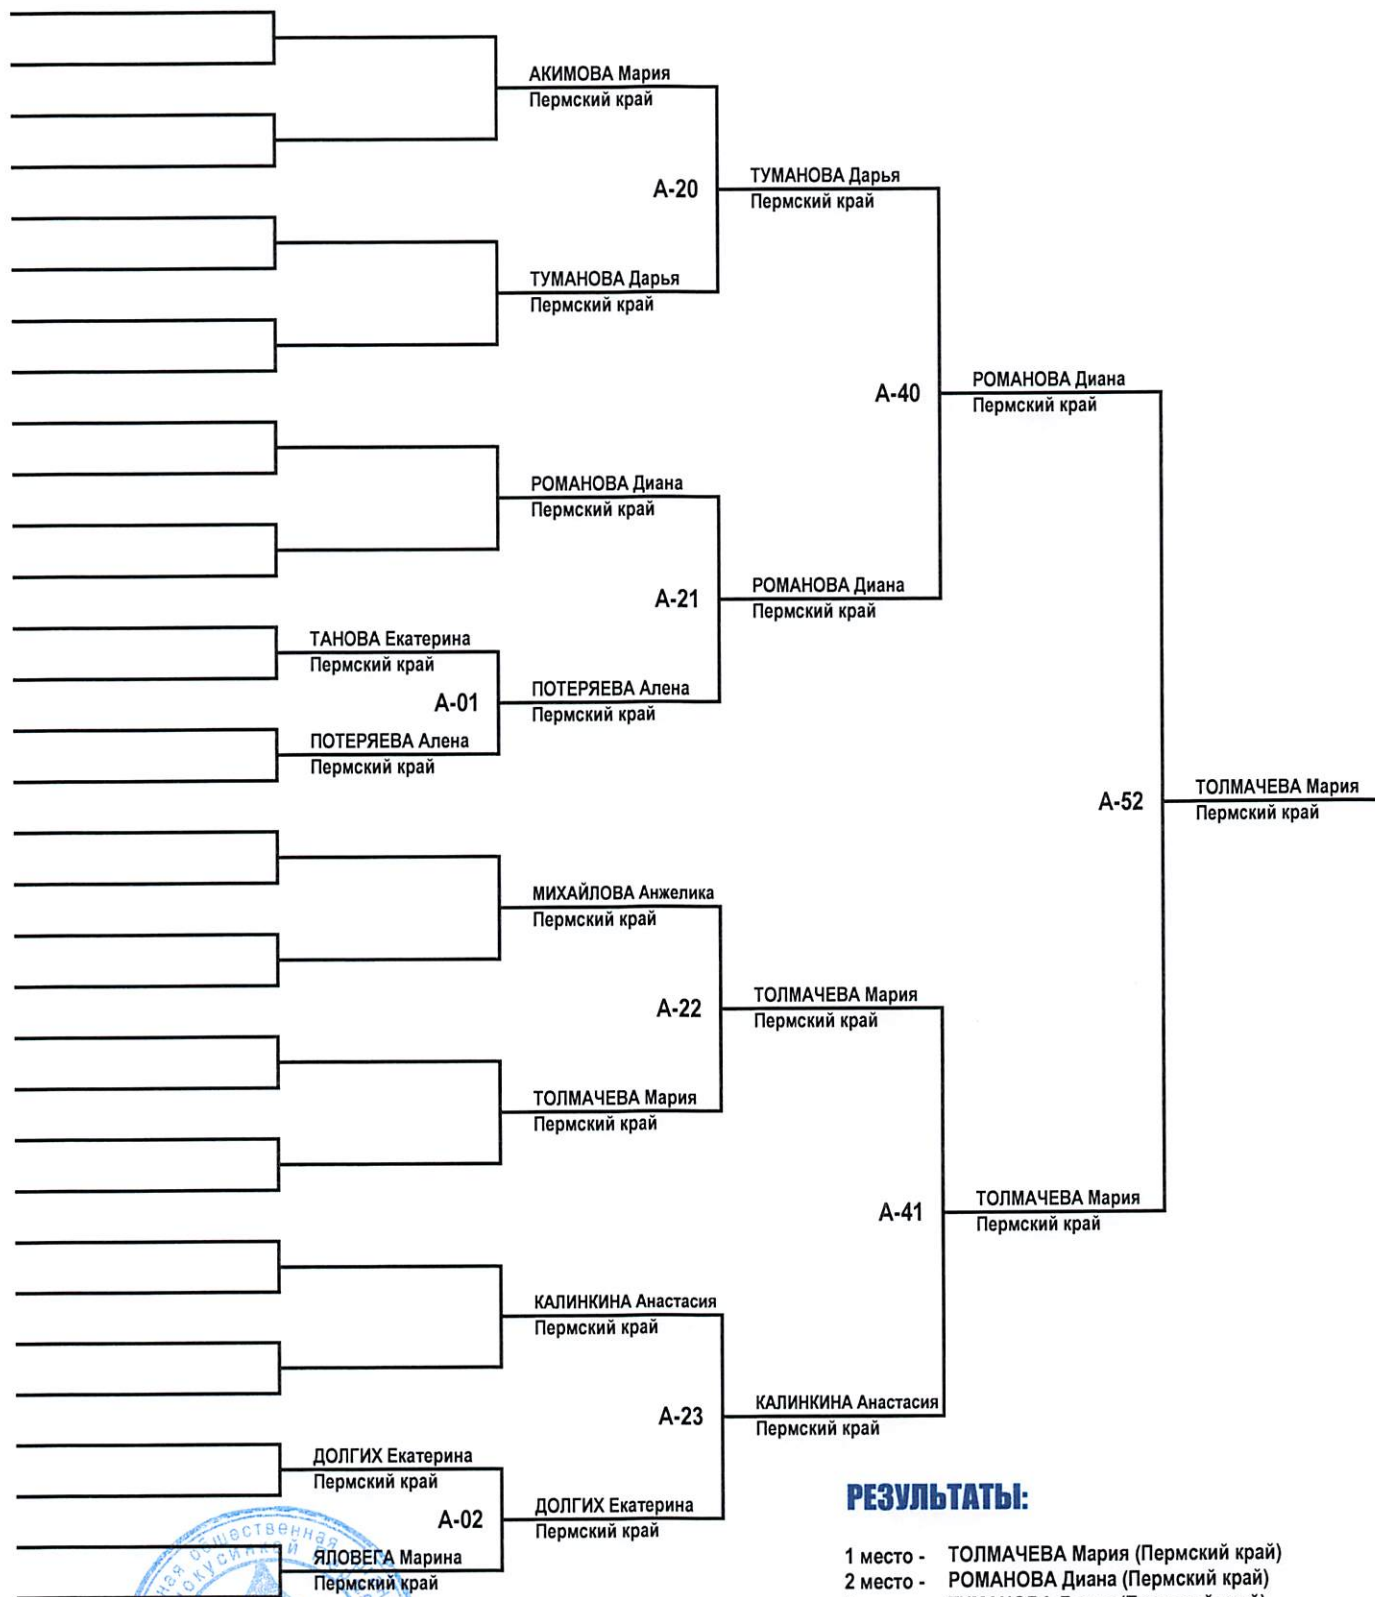 АКИМОВА Мария
Пермский край
А-20
ТУМАНОВА Дарья
Пермский край
ТУМАНОВА Дарья
Пермский край
А-40
РОМАНОВА Диана
Пермский край
РОМАНОВА Диана
Пермский край
А-21
РОМАНОВА Диана
Пермский край
ТАНОВА Екатерина
Пермский край
А-01
ПОТЕРЯЕВА Алена
Пермский край
ПОТЕРЯЕВА Алена
Пермский край
А-52
ТОЛМАЧЕВА Мария
Пермский край
МИХАЙЛОВА Анжелика
Пермский край
А-22
ТОЛМАЧЕВА Мария
Пермский край
ТОЛМАЧЕВА Мария
Пермский край
А-41
ТОЛМАЧЕВА Мария
Пермский край
КАЛИНКИНА Анастасия
Пермский край
А-23
КАЛИНКИНА Анастасия
Пермский край
ДОЛГИХ Екатерина
Пермский край
А-02
ДОЛГИХ Екатерина
Пермский край
ЯЛОВЕГА Марина
Пермский край
общественная
РЕЗУЛЬТАТЫ:
1 место - ТОЛМАЧЕВА Мария (Пермский край)
2 место - РОМАНОВА Диана (Пермский край)